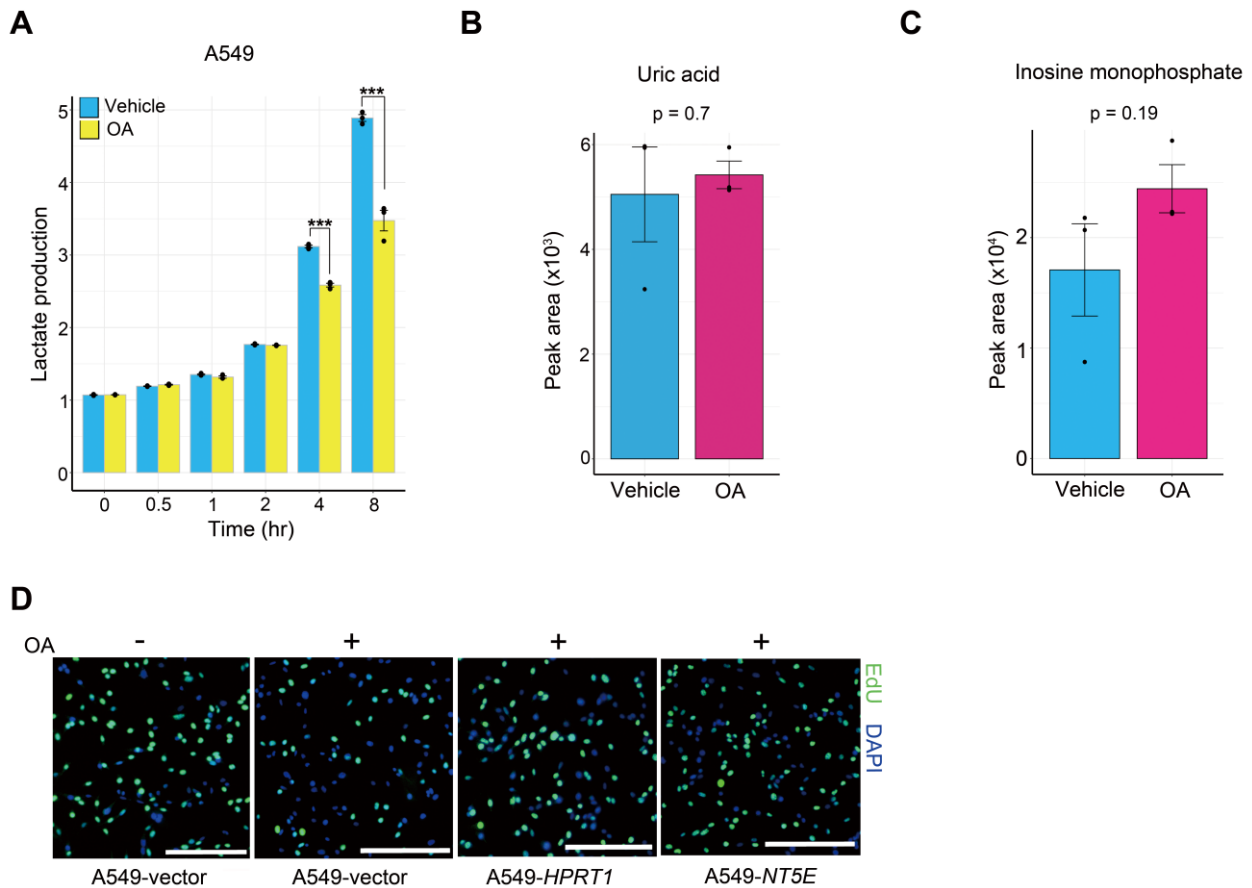 A
A549
Vehicle
OA
***
***
5
4
3
2
1
0
Lactate production
0 0.5 1 2 4 8
Time (hr)
B
Uric acid
p = 0.7
6
4
2
0
Peak area (x10³)
Vehicle OA
C
Inosine monophosphate
p = 0.19
2
1
0
Peak area (x10⁴)
Vehicle OA
D
OA - + + +
EdU DAPI
A549-vector A549-vector A549-HPRT1 A549-NT5E